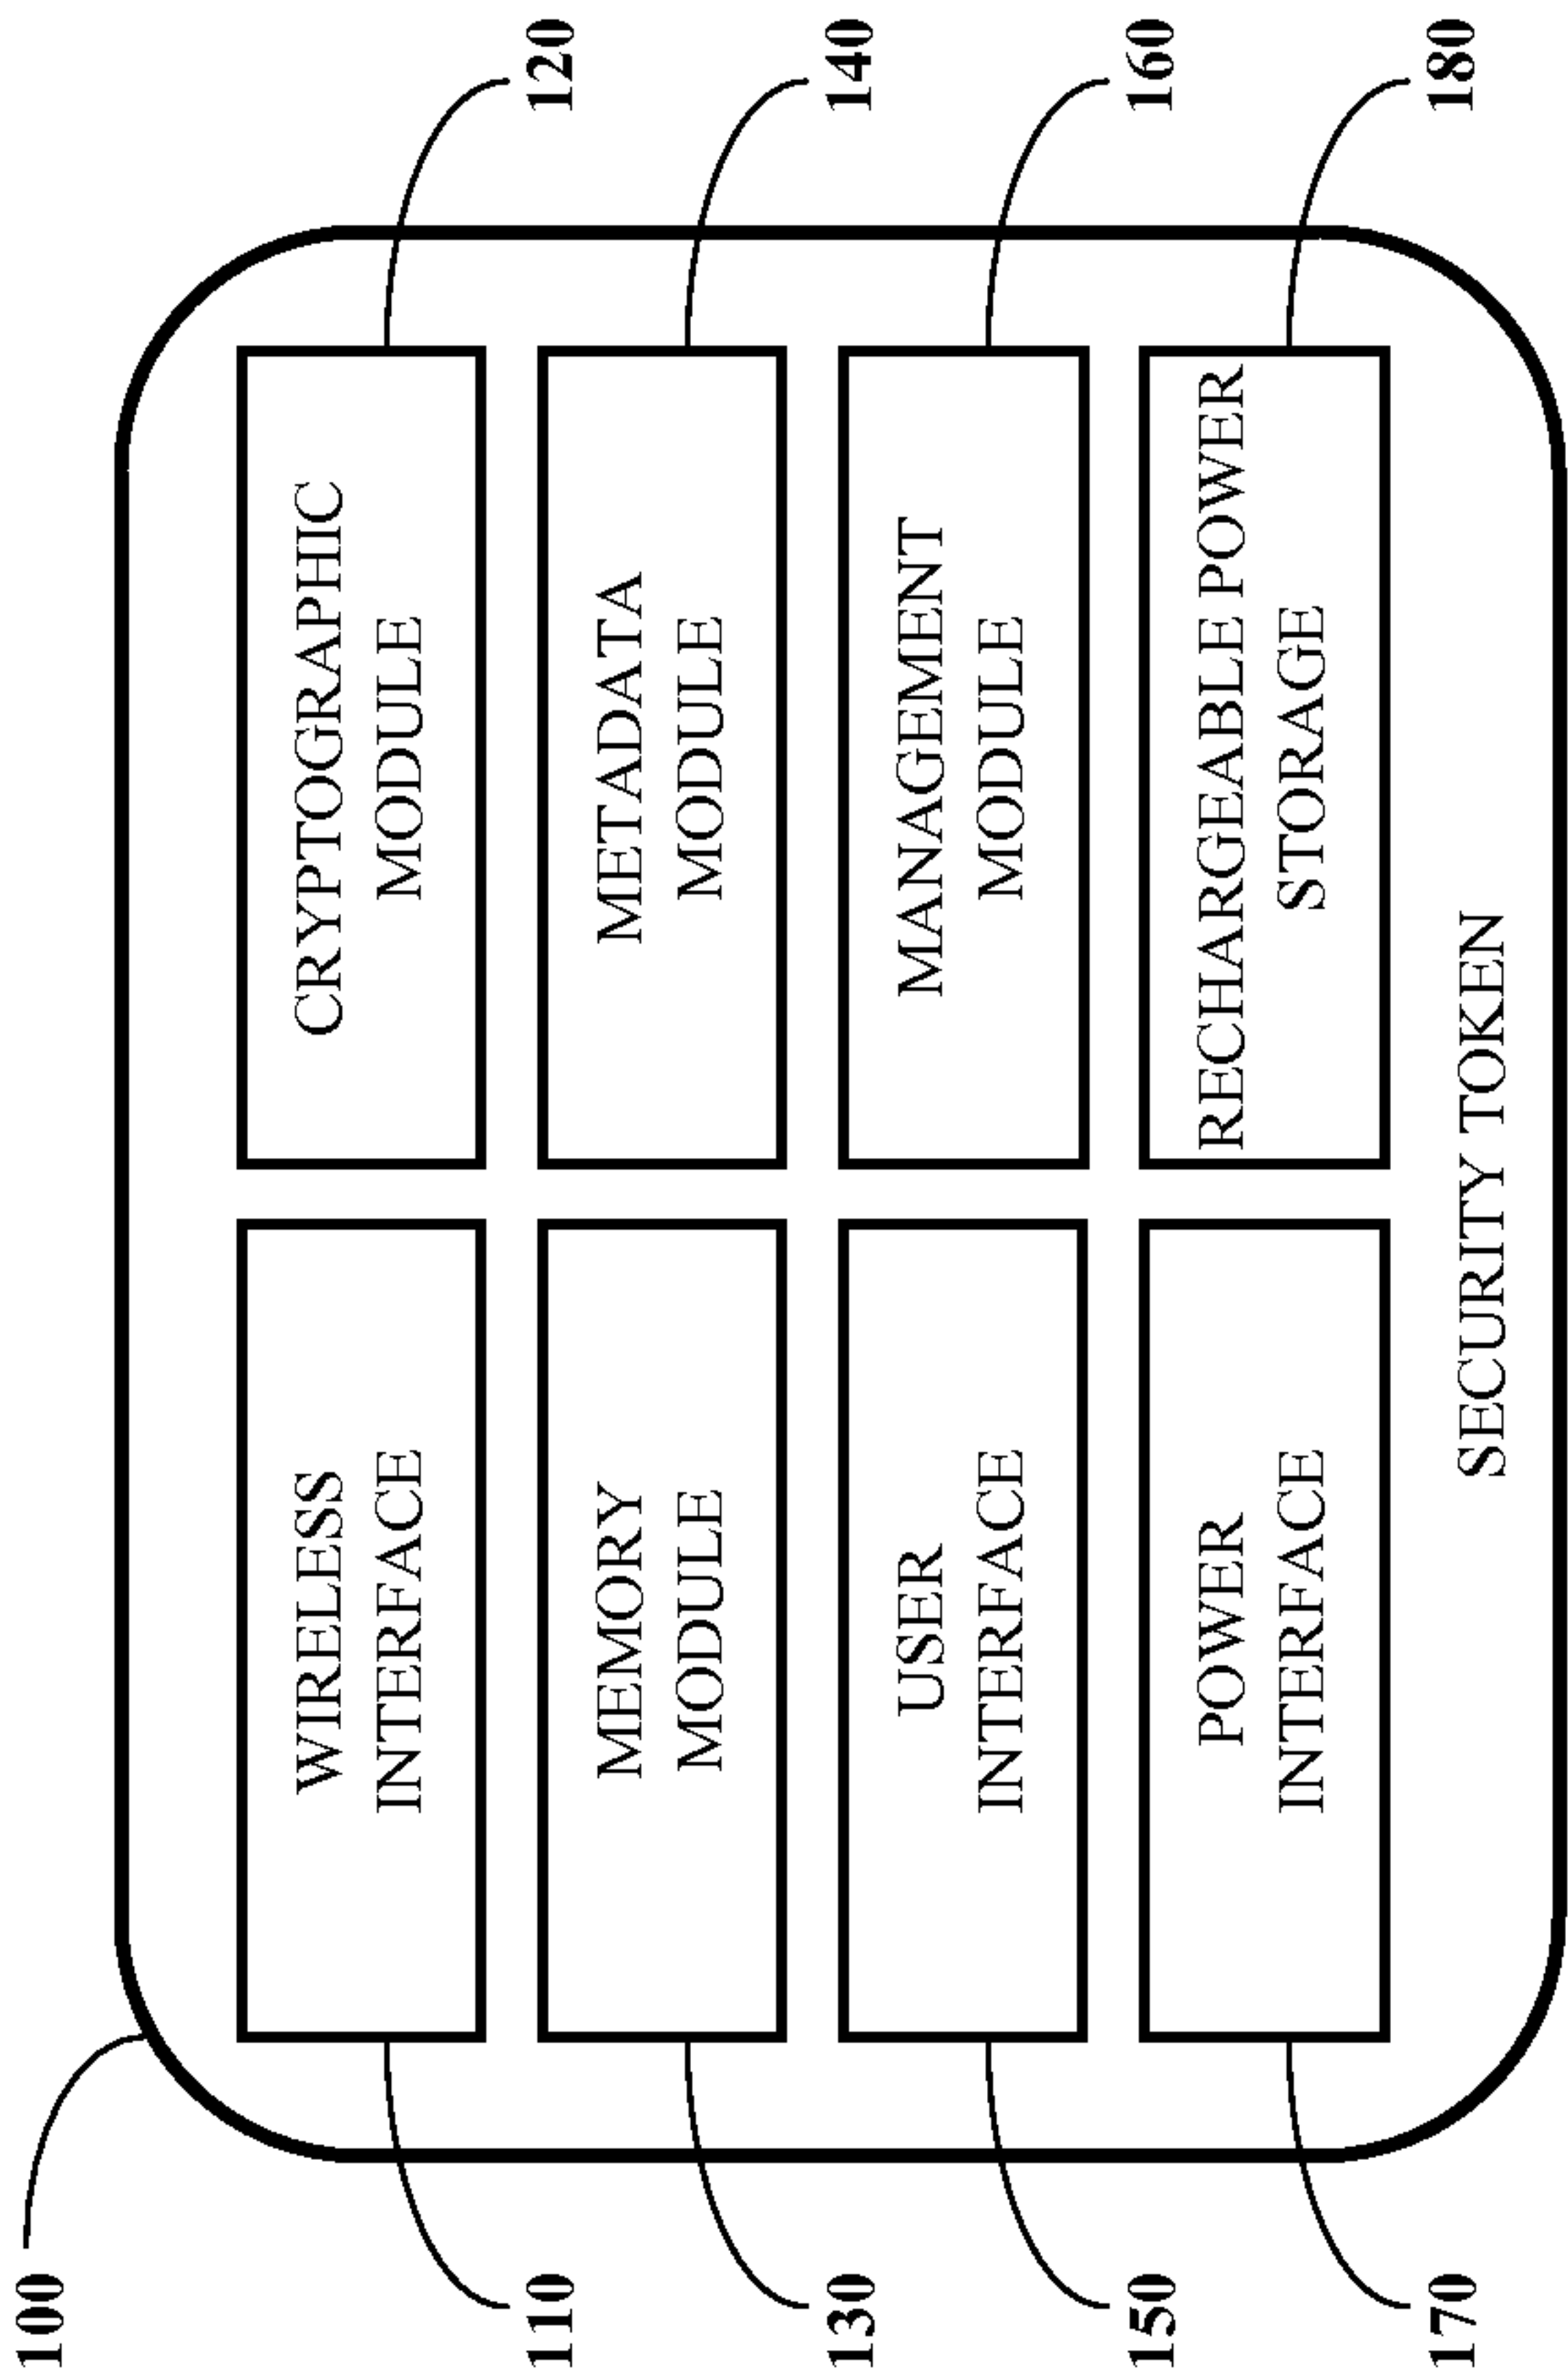 100
110
WIRELESS
INTERFACE
CRYPTOGRAPHIC
MODULE
120
130
MEMORY
MODULE
METADATA
MODULE
140
150
USER
INTERFACE
MANAGEMENT
MODULE
160
170
POWER
INTERFACE
RECHARGEABLE POWER
STORAGE
180
SECURITY TOKEN